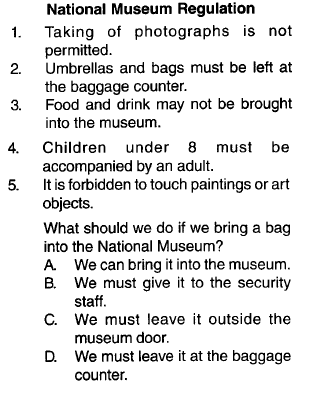 National Museum Regulation
1. Taking of photographs is not
permitted.
2. Umbrellas and bags must be left at
the baggage counter.
3. Food and drink may not be brought
into the museum.
4. Children under 8 must be
accompanied by an adult.
5. It is forbidden to touch paintings or art
objects.
What should we do if we bring a bag
into the National Museum?
A. We can bring it into the museum.
B. We must give it to the security
staff.
C. We must leave it outside the
museum door.
D. We must leave it at the baggage
counter.